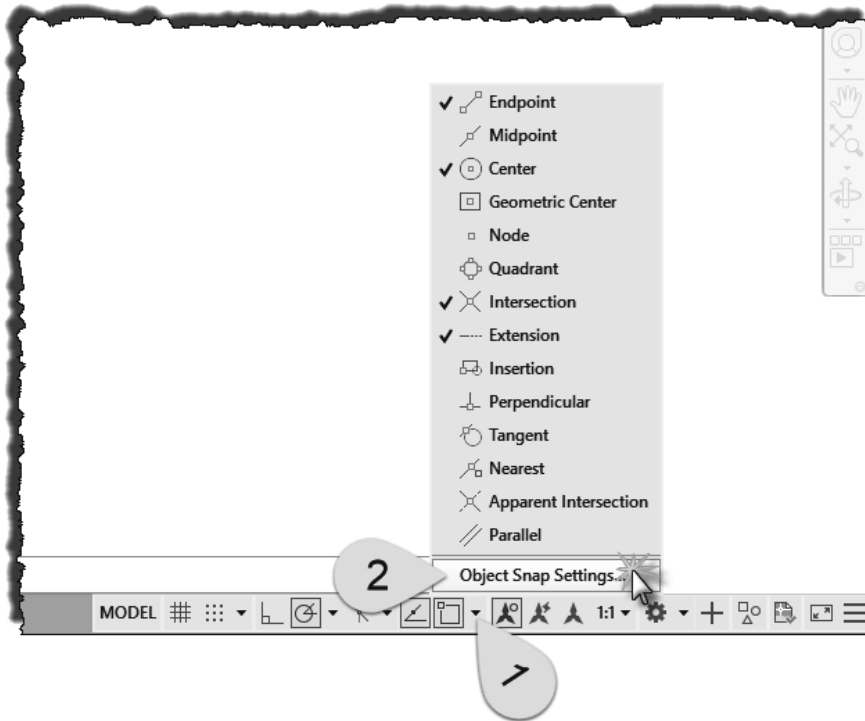 Endpoint
Midpoint
Center
Geometric Center
Node
Quadrant
Intersection
Extension
Insertion
Perpendicular
Tangent
Nearest
Apparent Intersection
Parallel
2
Object Snap Settings...
MODEL 1:1
1